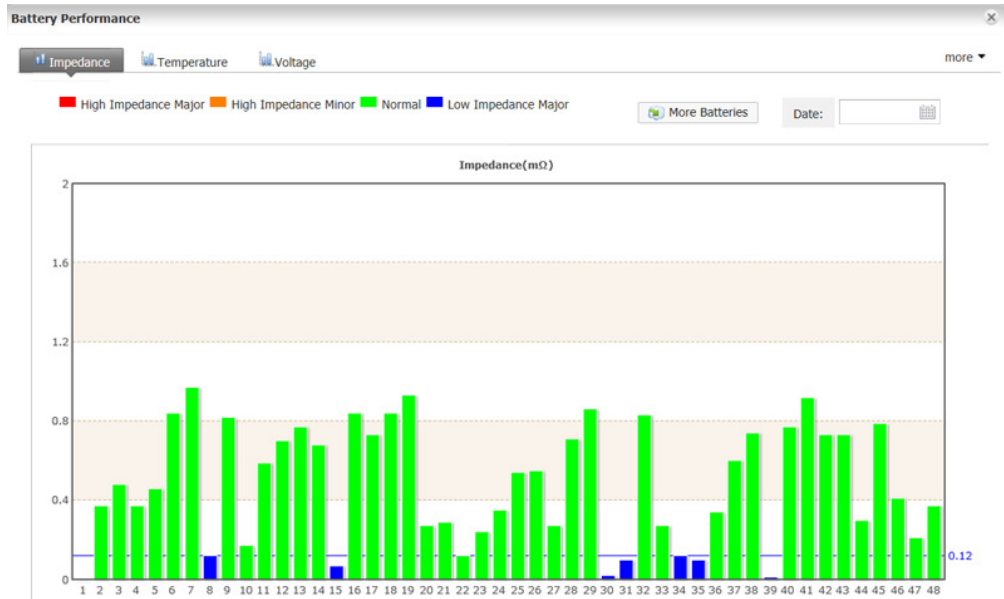 Battery Performance
Impedance Temperature Voltage more
High Impedance Major High Impedance Minor Normal Low Impedance Major
More Batteries Date:
Impedance(mΩ)
2
1.6
1.2
0.8
0.4
0.12
0
1 2 3 4 5 6 7 8 9 10 11 12 13 14 15 16 17 18 19 20 21 22 23 24 25 26 27 28 29 30 31 32 33 34 35 36 37 38 39 40 41 42 43 44 45 46 47 48